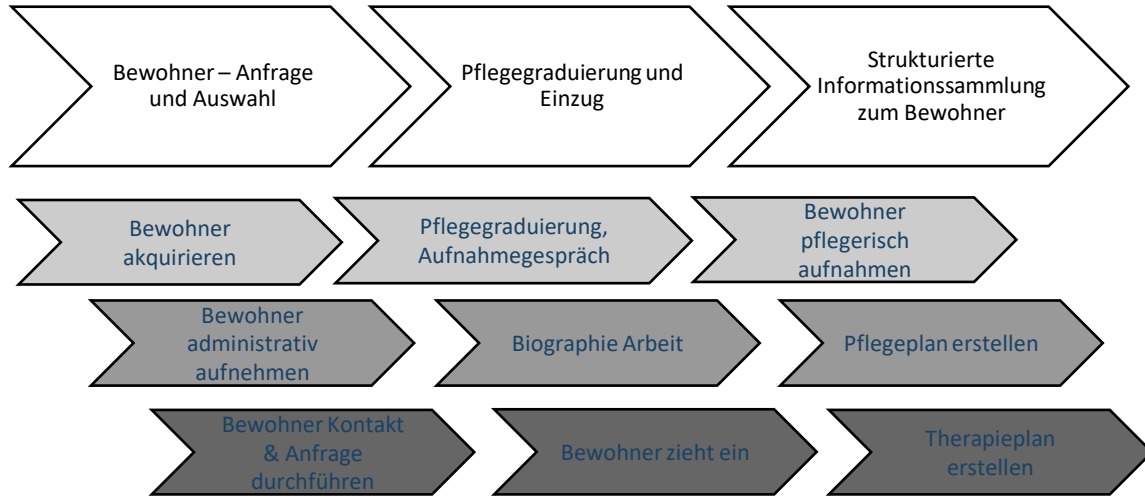 Bewohner – Anfrage
und Auswahl
Pflegegraduierung und
Einzug
Strukturierte
Informationssammlung
zum Bewohner
Bewohner
akquirieren
Pflegegraduierung,
Aufnahmegespräch
Bewohner
pflegerisch
aufnahmen
Bewohner
administrativ
aufnehmen
Biographie Arbeit
Pflegeplan erstellen
Bewohner Kontakt
& Anfrage
durchführen
Bewohner zieht ein
Therapieplan
erstellen